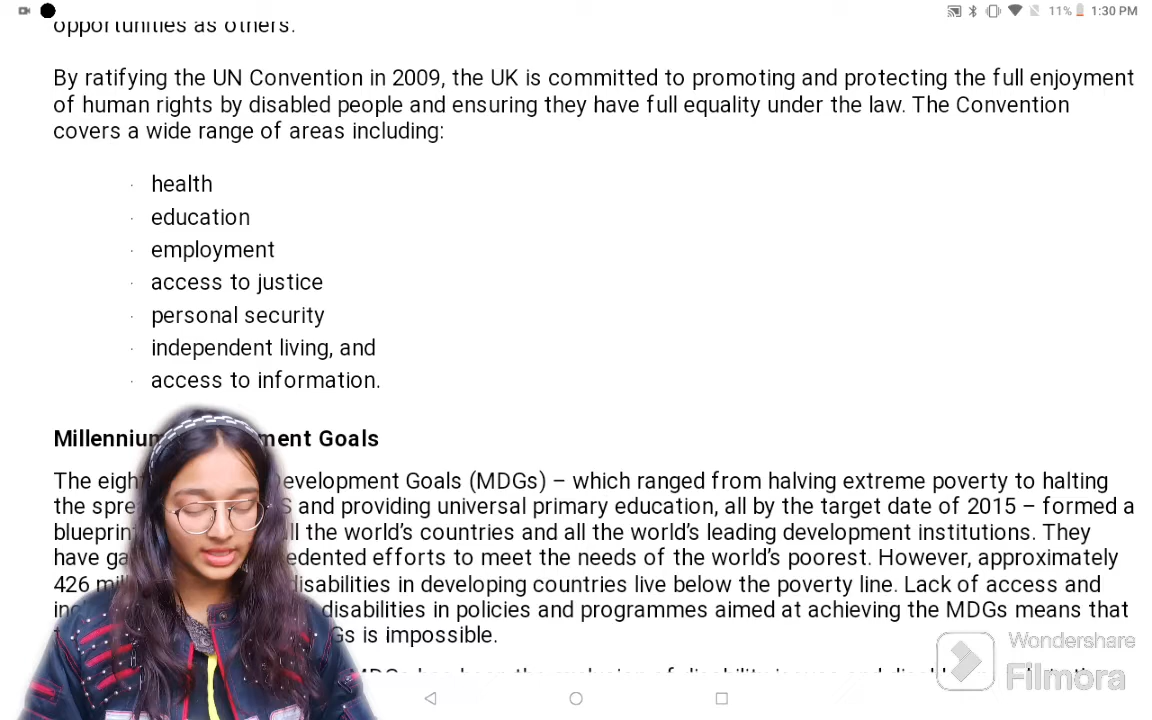 11% 1:30 PM
opportunities as others.
By ratifying the UN Convention in 2009, the UK is committed to promoting and protecting the full enjoyment
of human rights by disabled people and ensuring they have full equality under the law. The Convention
covers a wide range of areas including:
· health
· education
· employment
· access to justice
· personal security
· independent living, and
· access to information.
Millenniu ment Goals
The eigh evelopment Goals (MDGs) – which ranged from halving extreme poverty to halting
the spre S and providing universal primary education, all by the target date of 2015 – formed a
blueprin ll the world's countries and all the world's leading development institutions. They
have ga edented efforts to meet the needs of the world's poorest. However, approximately
426 mil disabilities in developing countries live below the poverty line. Lack of access and
inc disabilities in policies and programmes aimed at achieving the MDGs means that
Gs is impossible.
Wondershare
Filmora